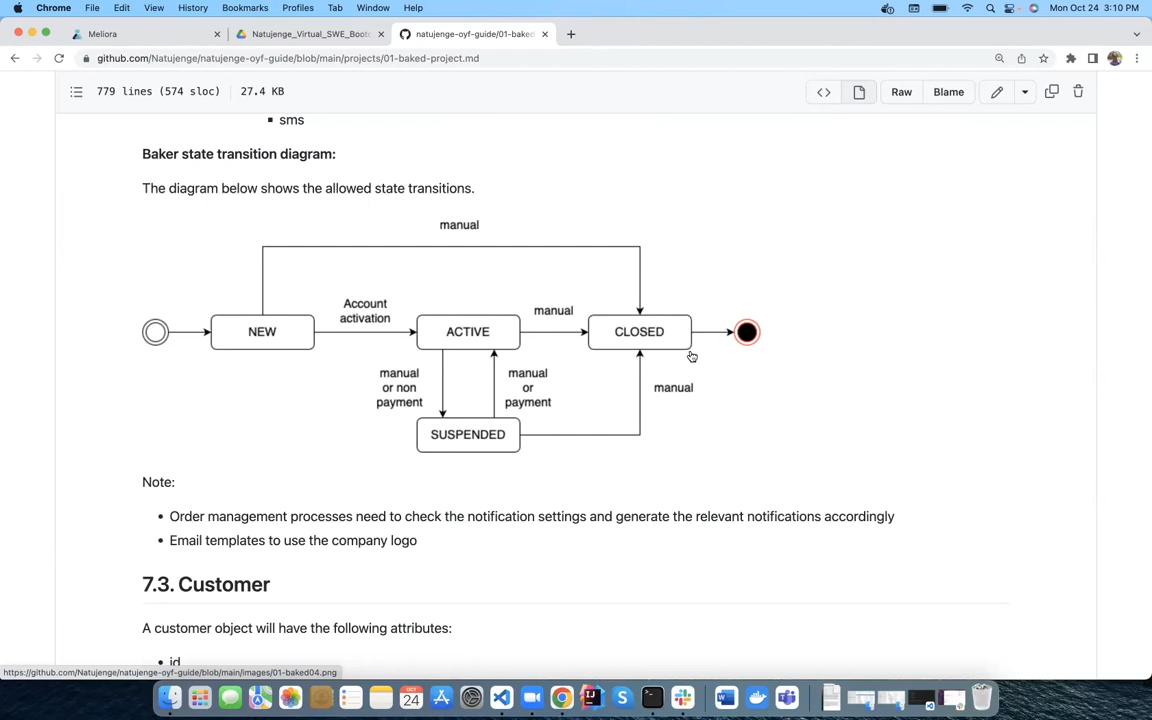 Chrome File Edit View History Bookmarks Profiles Tab Window Help Mon Oct 24 3:10 PM
Meliora
Natujenge_Virtual_SWE_Bootc
natujenge-oyf-guide/01-baked-
github.com/Natujenge/natujenge-oyf-guide/blob/main/projects/01-baked-project.md
779 lines (574 sloc) 27.4 KB
Raw
Blame
sms
Baker state transition diagram:
The diagram below shows the allowed state transitions.
manual
Account
activation
manual
NEW
ACTIVE
CLOSED
manual
or non
payment
manual
or
payment
manual
SUSPENDED
Note:
• Order management processes need to check the notification settings and generate the relevant notifications accordingly
• Email templates to use the company logo
7.3. Customer
A customer object will have the following attributes:
• id
https://github.com/Natujenge/natujenge-oyf-guide/blob/main/images/01-baked04.png
OCT
24